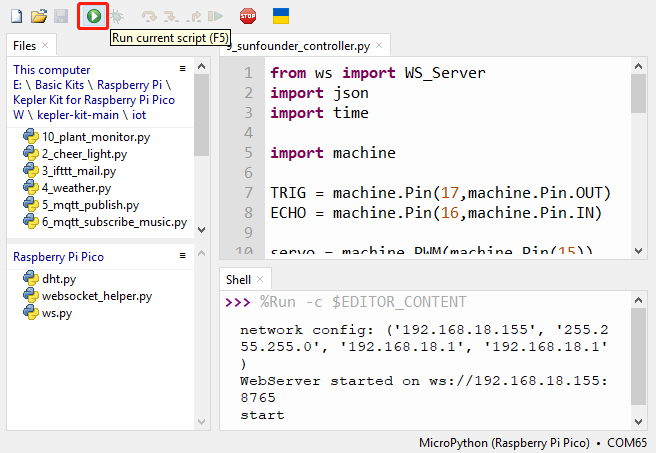 STOP
Run current script (F5)
Files ×
This computer
E: \ Basic Kits \ Raspberry Pi \
Kepler Kit for Raspberry Pi Pico
W \ kepler-kit-main \ iot
10_plant_monitor.py
2_cheer_light.py
3_ifttt_mail.py
4_weather.py
5_mqtt_publish.py
6_mqtt_subscribe_music.py
Raspberry Pi Pico
dht.py
websocket_helper.py
ws.py
9_sunfounder_controller.py ×
1 from ws import WS_Server
2 import json
3 import time
4
5 import machine
6
7 TRIG = machine.Pin(17,machine.Pin.OUT)
8 ECHO = machine.Pin(16,machine.Pin.IN)
9
10 servo = machine.PWM(machine.Pin(15))
Shell ×
>>> %Run -c $EDITOR_CONTENT
network config: ('192.168.18.155', '255.2
55.255.0', '192.168.18.1', '192.168.18.1'
)
WebServer started on ws://192.168.18.155:
8765
start
MicroPython (Raspberry Pi Pico) • COM65